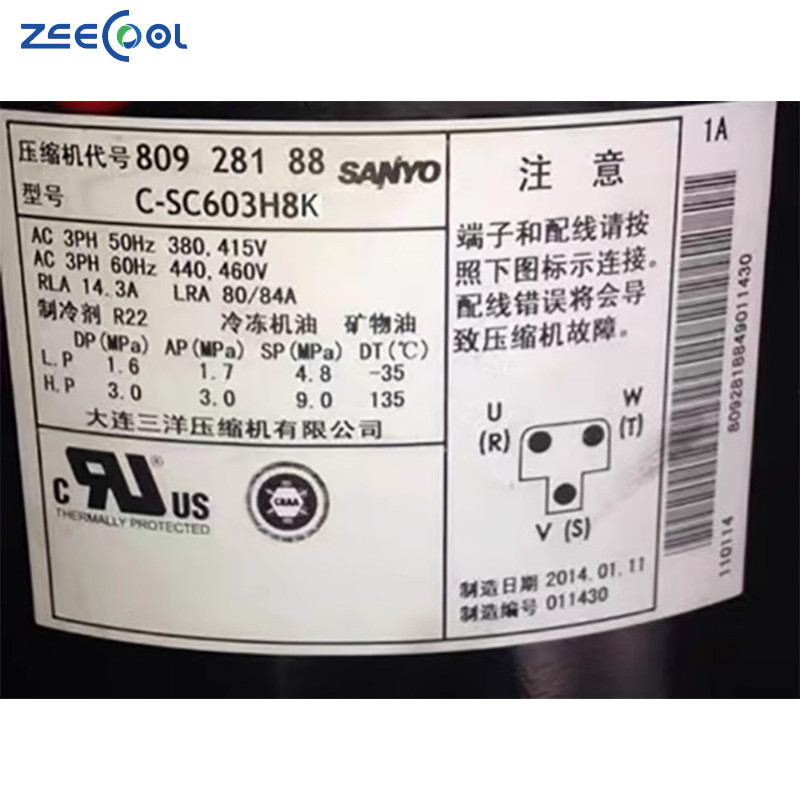 ZEECOOL
压缩机代号 809 281 88 SANYO
型号 C-SC603H8K
AC 3PH 50Hz 380,415V
AC 3PH 60Hz 440,460V
RLA 14.3A LRA 80/84A
制冷剂 R22 冷冻机油 矿物油
DP(MPa) AP(MPa) SP(MPa) DT(℃)
L.P 1.6 1.7 4.8 -35
H.P 3.0 3.0 9.0 135
大连三洋压缩机有限公司
c RU US
®
THERMALLY PROTECTED
CRAA
注 意
端子和配线请按
照下图标示连接。
配线错误将会导
致压缩机故障。
U
(R)
W
(T)
V (S)
制造日期 2014.01.11
制造编号 011430
1A
8092818849011430
110114